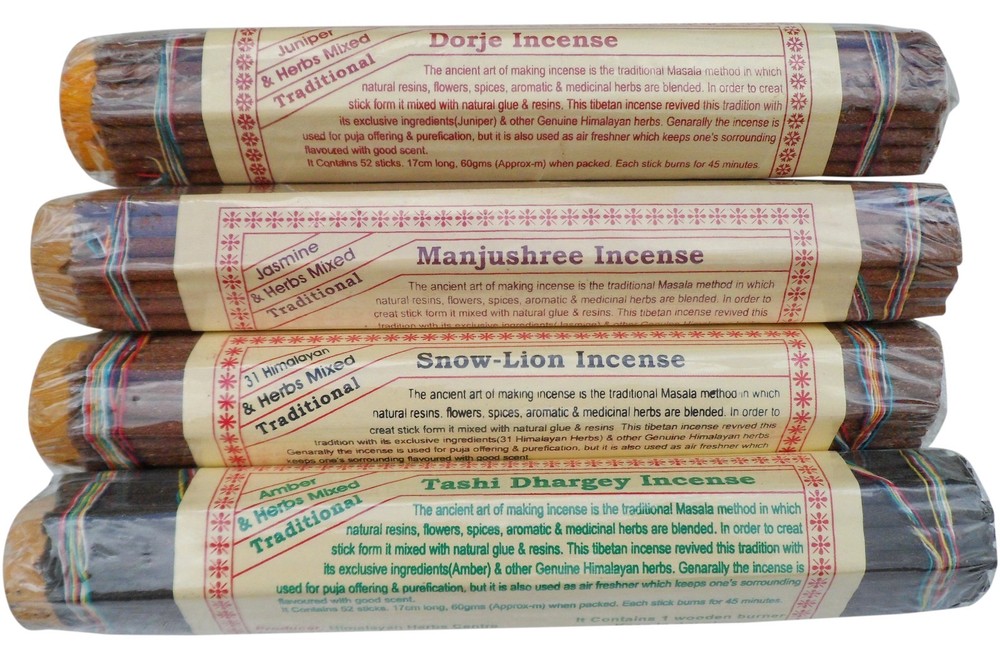 Juniper
& Herbs Mixed
Traditional
Dorje Incense
The ancient art of making incense is the traditional Masala method in which
natural resins, flowers, spices, aromatic & medicinal herbs are blended. In order to creat
stick form it mixed with natural glue & resins. This tibetan incense revived this tradition with
its exclusive ingredients(Juniper) & other Genuine Himalayan herbs. Genarally the incense is
used for puja offering & purefication, but it is also used as air freshner which keeps one's sorrounding
flavoured with good scent.
It Contains 52 sticks. 17cm long, 60gms (Approx-m) when packed. Each stick burns for 45 minutes.
Jasmine
& Herbs Mixed
Traditional
Manjushree Incense
The ancient art of making incense is the traditional Masala method in which
natural resins, flowers, spices, aromatic & medicinal herbs are blended. In order to
creat stick form it mixed with natural glue & resins. This tibetan incense revived this
tradition with its exclusive ingredients( Jasmine) & other Genuine Himalayan herbs
31 Himalayan
& Herbs Mixed
Traditional
Snow-Lion Incense
The ancient art of making incense is the traditional Masala method in which
natural resins, flowers, spices, aromatic & medicinal herbs are blended. In order to
creat stick form it mixed with natural glue & resins. This tibetan incense revived this
tradition with its exclusive ingredients(31 Himalayan Herbs) & other Genuine Himalayan herbs
Genarally the incense is used for puja offering & purefication, but it is also used as air freshner which
keeps one's sorrounding flavoured with good scent
Amber
& Herbs Mixed
Traditional
Tashi Dhargey Incense
The ancient art of making incense is the traditional Masala method in which
natural resins, flowers, spices, aromatic & medicinal herbs are blended. In order to creat
stick form it mixed with natural glue & resins. This tibetan incense revived this tradition with
its exclusive ingredients(Amber) & other Genuine Himalayan herbs. Genarally the incense is
used for puja offering & purefication, but it is also used as air freshner which keeps one's sorrounding
flavoured with good scent.
It Contains 52 sticks. 17cm long, 60gms (Approx-m) when packed. Each stick burns for 45 minutes.
It Contains 1 wooden burner
Producer Himalayan Herbs Centre